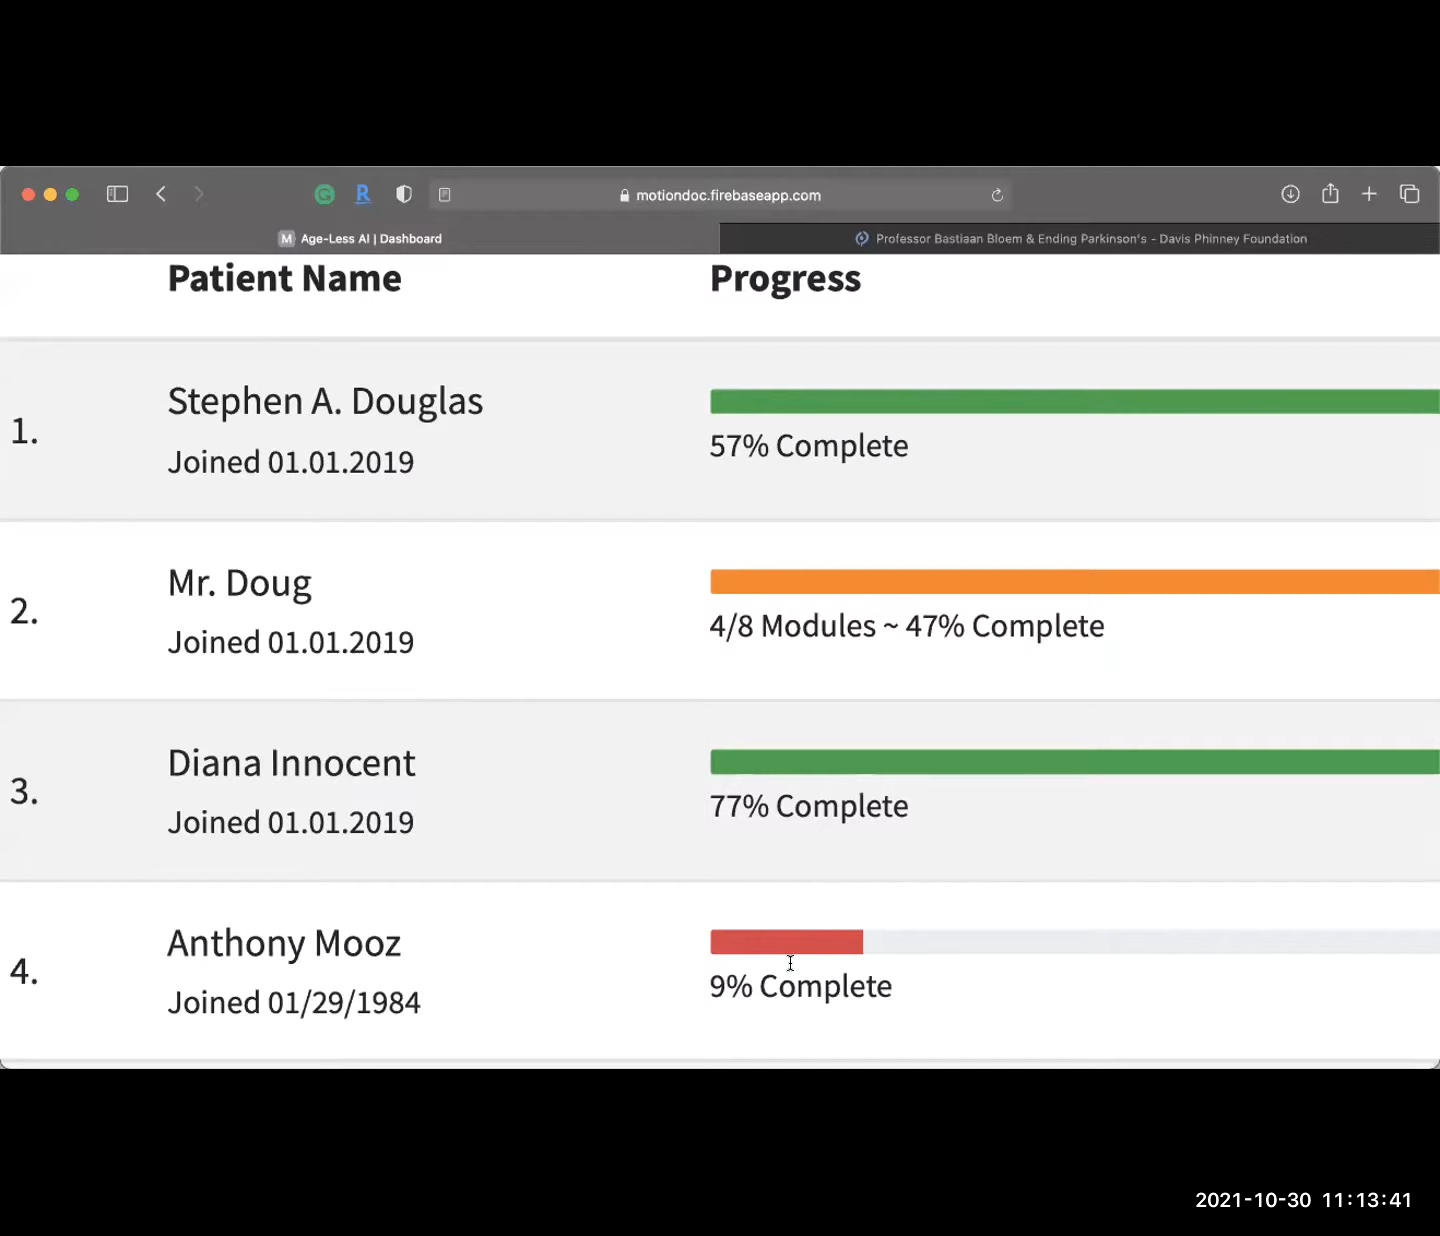 motiondoc.firebaseapp.com
M Age-Less AI | Dashboard
Professor Bastiaan Bloem & Ending Parkinson's - Davis Phinney Foundation
Patient Name Progress
1.
Stephen A. Douglas
Joined 01.01.2019
57% Complete
2.
Mr. Doug
Joined 01.01.2019
4/8 Modules ~ 47% Complete
3.
Diana Innocent
Joined 01.01.2019
77% Complete
4.
Anthony Mooz
Joined 01/29/1984
9% Complete
2021-10-30 11:13:41